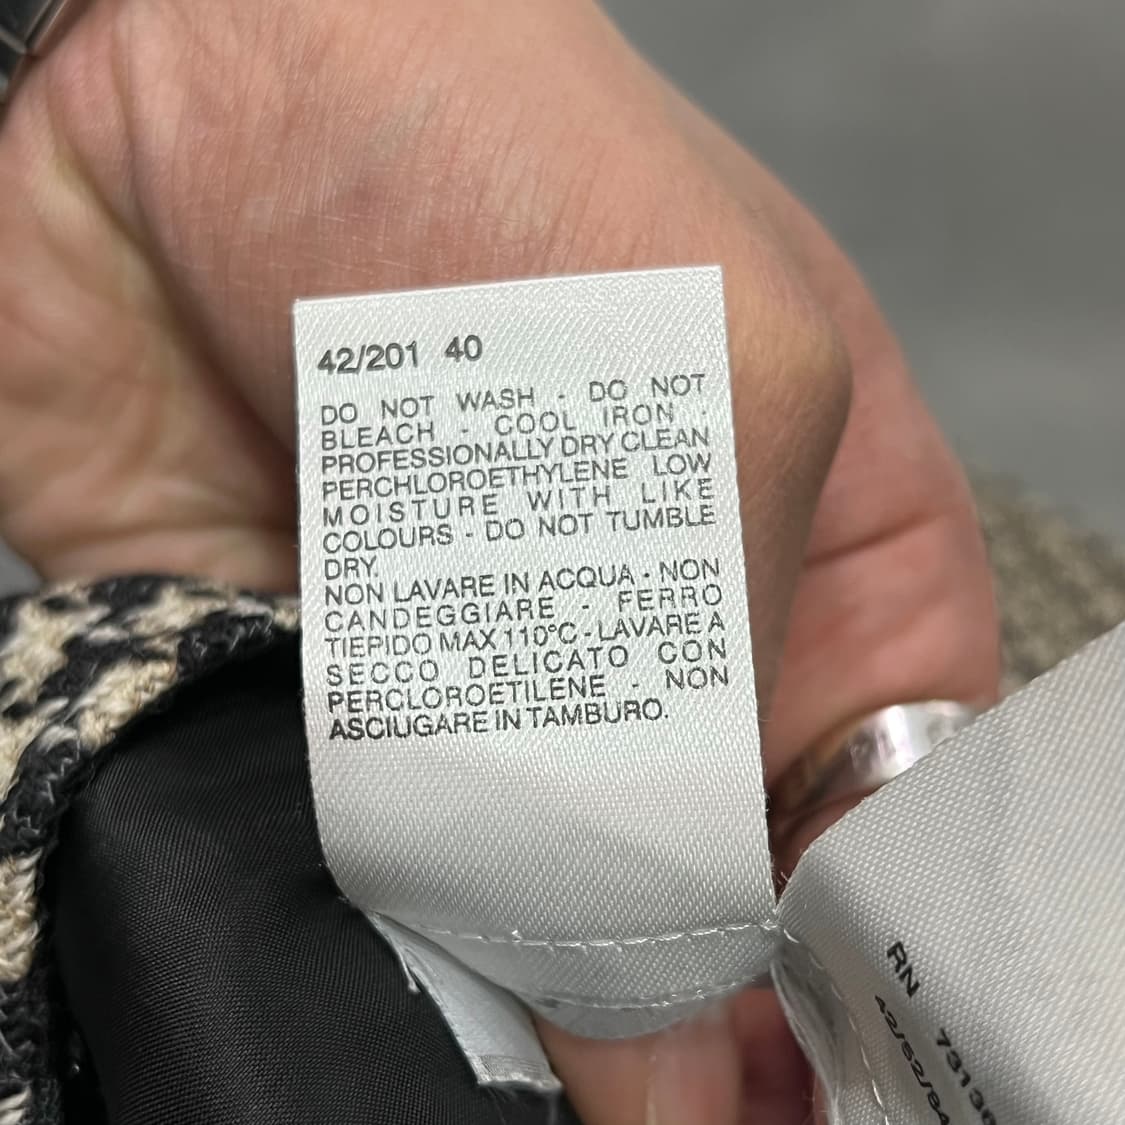 42/201 40
DO NOT WASH - DO NOT
BLEACH - COOL IRON -
PROFESSIONALLY DRY CLEAN
PERCHLOROETHYLENE LOW
MOISTURE WITH LIKE
COLOURS - DO NOT TUMBLE
DRY.
NON LAVARE IN ACQUA - NON
CANDEGGIARE - FERRO
TIEPIDO MAX 110°C - LAVARE A
SECCO DELICATO CON
PERCLOROETILENE - NON
ASCIUGARE IN TAMBURO.
RN